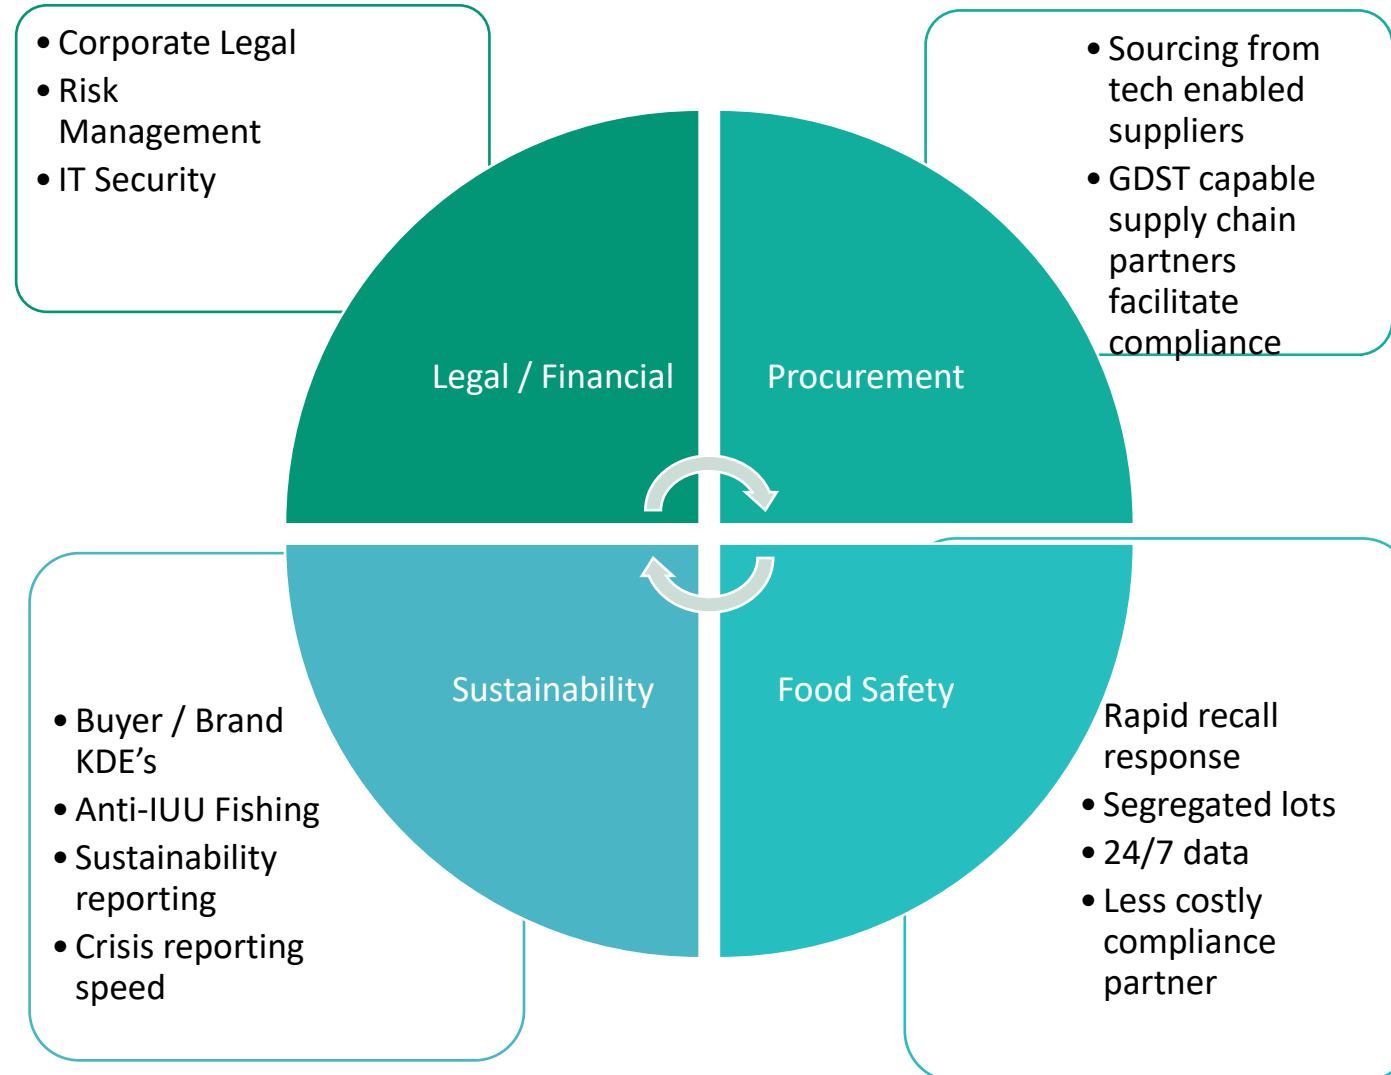 • Corporate Legal
• Risk
Management
• IT Security
• Sourcing from
tech enabled
suppliers
• GDST capable
supply chain
partners
facilitate
compliance
Legal / Financial
Procurement
Sustainability
Food Safety
• Buyer / Brand
KDE’s
• Anti-IUU Fishing
• Sustainability
reporting
• Crisis reporting
speed
Rapid recall
response
• Segregated lots
• 24/7 data
• Less costly
compliance
partner